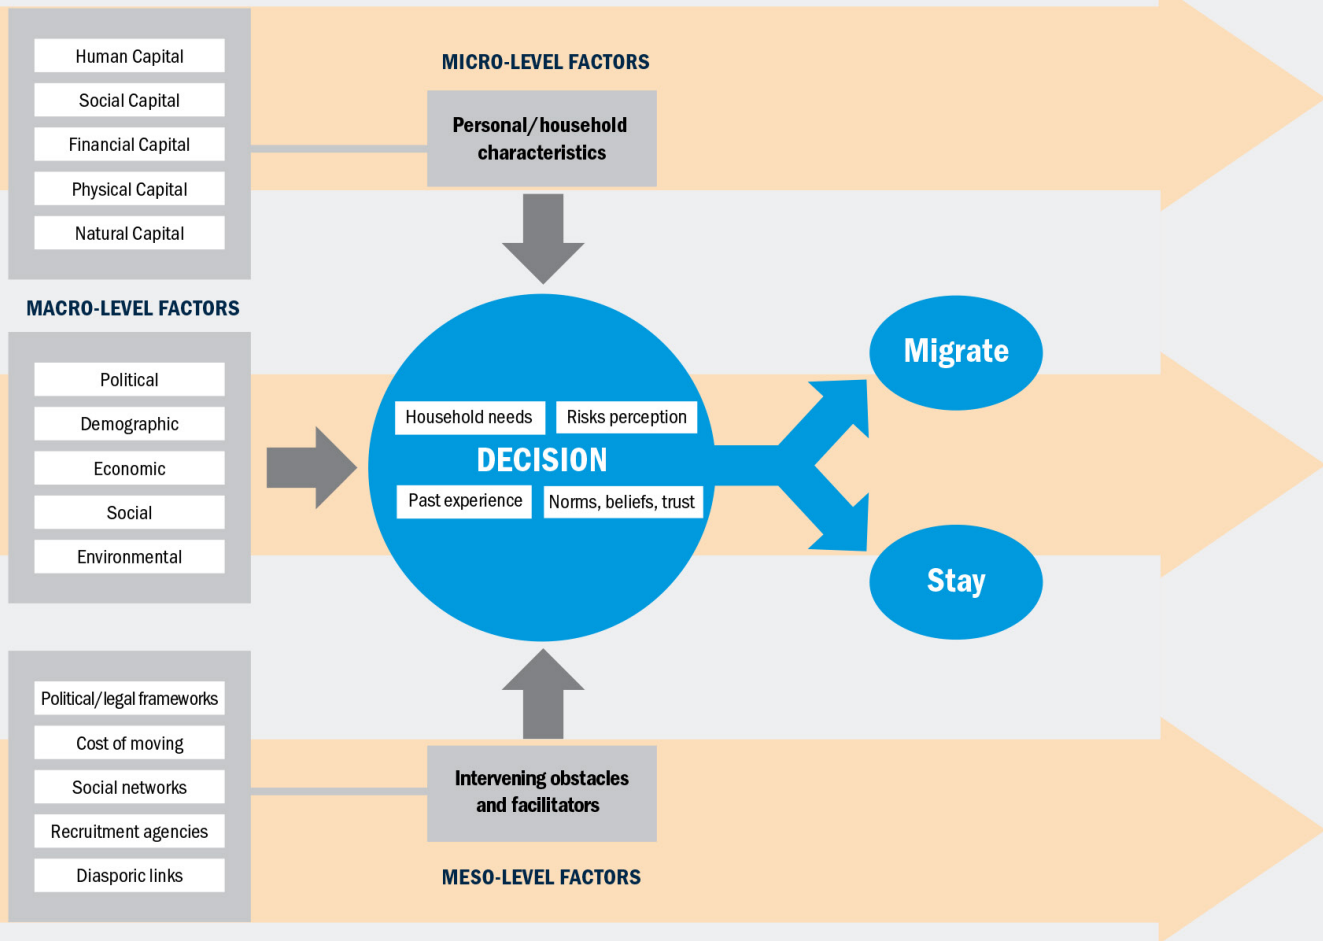 Human Capital
Social Capital
Financial Capital
Physical Capital
Natural Capital
MICRO-LEVEL FACTORS
Personal/household
characteristics
MACRO-LEVEL FACTORS
Political
Demographic
Economic
Social
Environmental
Household needs
Risks perception
DECISION
Past experience
Norms, beliefs, trust
Migrate
Stay
Political/legal frameworks
Cost of moving
Social networks
Recruitment agencies
Diasporic links
Intervening obstacles
and facilitators
MESO-LEVEL FACTORS